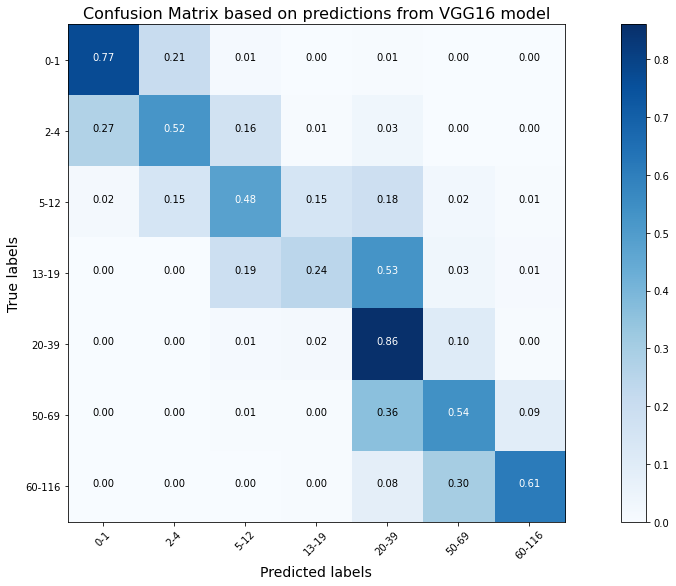 Confusion Matrix based on predictions from VGG16 model
0-1 0.77 0.21 0.01 0.00 0.01 0.00 0.00
2-4 0.27 0.52 0.16 0.01 0.03 0.00 0.00
5-12 0.02 0.15 0.48 0.15 0.18 0.02 0.01
13-19 0.00 0.00 0.19 0.24 0.53 0.03 0.01
20-39 0.00 0.00 0.01 0.02 0.86 0.10 0.00
50-69 0.00 0.00 0.01 0.00 0.36 0.54 0.09
60-116 0.00 0.00 0.00 0.00 0.08 0.30 0.61
True labels
0-1 2-4 5-12 13-19 20-39 50-69 60-116
Predicted labels
0.8
0.7
0.6
0.5
0.4
0.3
0.2
0.1
0.0